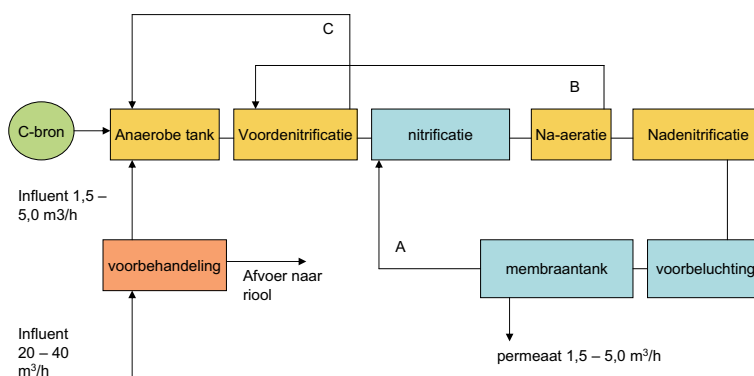 C
B
C-bron
Anaerobe tank
Voordenitrificatie
nitrificatie
Na-aeratie
Nadenitrificatie
Influent 1,5 –
5,0 m3/h
A
voorbehandeling
Afvoer naar
riool
membraantank
voorbeluchting
Influent
20 – 40
m³/h
permeaat 1,5 – 5,0 m³/h